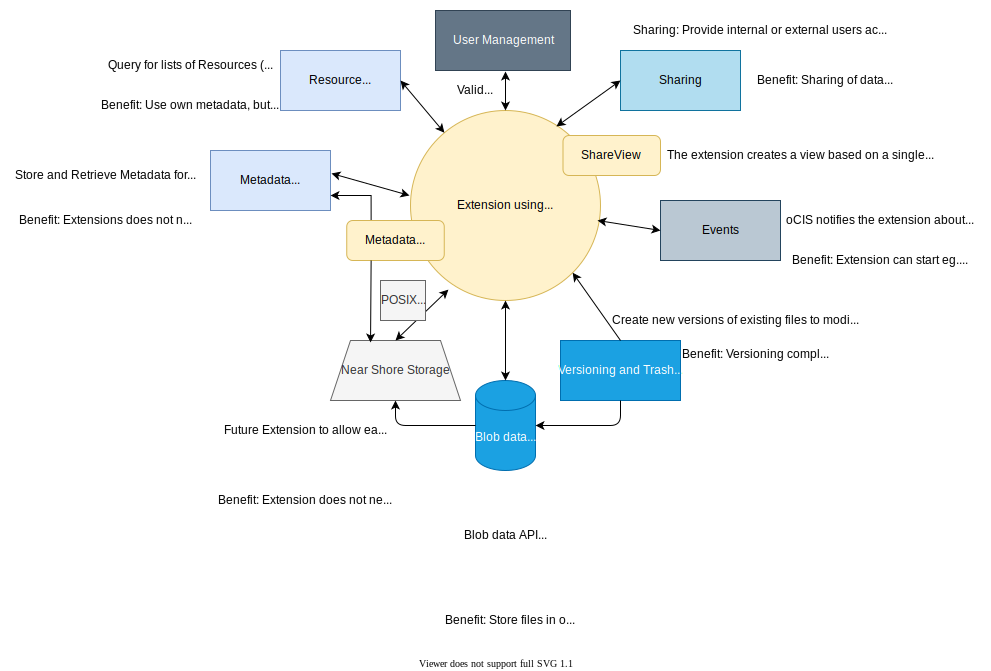 User Management
Sharing: Provide internal or external users ac...
Query for lists of Resources (...
Resource...
Valid...
Sharing
Benefit: Sharing of data...
Benefit: Use own metadata, but...
ShareView
The extension creates a view based on a single...
Store and Retrieve Metadata for...
Metadata...
Extension using...
Benefit: Extensions does not n...
oCIS notifies the extension about...
Events
Metadata...
Benefit: Extension can start eg....
POSIX...
Create new versions of existing files to modi...
Benefit: Versioning compl...
Near Shore Storage
Versioning and Trash...
Future Extension to allow ea...
Blob data...
Benefit: Extension does not ne...
Blob data API...
Benefit: Store files in o...
Viewer does not support full SVG 1.1